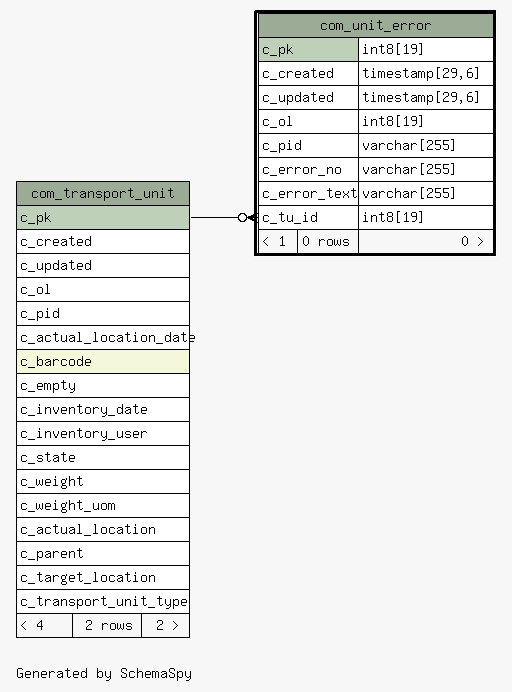 com_unit_error
c_pk int8[19]
c_created timestamp[29,6]
c_updated timestamp[29,6]
c_ol int8[19]
c_pid varchar[255]
c_error_no varchar[255]
c_error_text varchar[255]
c_tu_id int8[19]
< 1 0 rows 0 >
com_transport_unit
c_pk
c_created
c_updated
c_ol
c_pid
c_actual_location_date
c_barcode
c_empty
c_inventory_date
c_inventory_user
c_state
c_weight
c_weight_uom
c_actual_location
c_parent
c_target_location
c_transport_unit_type
< 4 2 rows 2 >
Generated by SchemaSpy